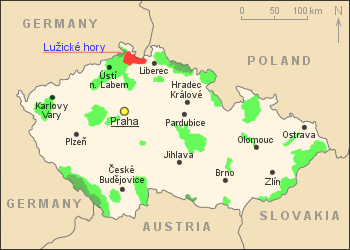 GERMANY
0 50 100 km
Lužické hory
POLAND
Liberec
Ústí
n. Labem
Hradec
Králové
Karlovy
Vary
Praha
Pardubice
Ostrava
Plzeň
Olomouc
Jihlava
České
Budějovice
Brno
Zlín
GERMANY
AUSTRIA
SLOVAKIA